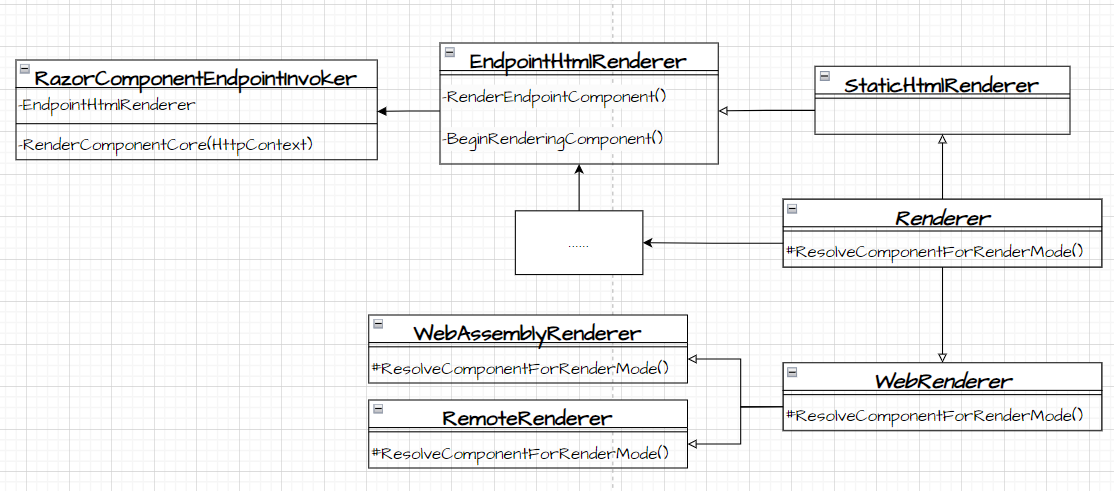 RazorComponentEndpointInvoker
-EndpointHtmlRenderer
-RenderComponentCore(HttpContext)
EndpointHtmlRenderer
-RenderEndpointComponent()
-BeginRenderingComponent()
StaticHtmlRenderer
Renderer
#ResolveComponentForRenderMode()
......
WebAssemblyRenderer
#ResolveComponentForRenderMode()
RemoteRenderer
#ResolveComponentForRenderMode()
WebRenderer
#ResolveComponentForRenderMode()